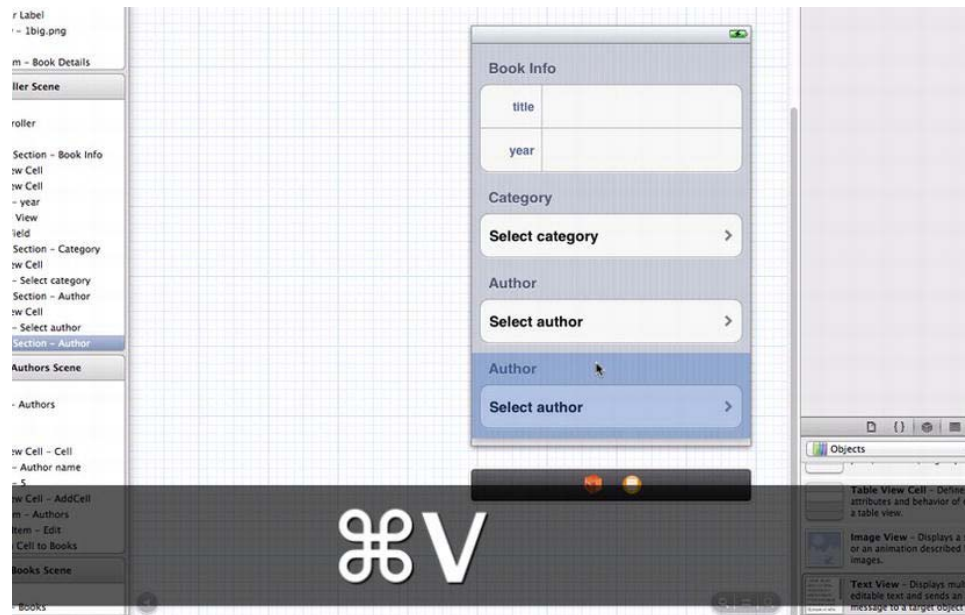 r Label
- 1big.png
m - Book Details
ller Scene
roller
Section - Book Info
ew Cell
ew Cell
- year
View
ield
Section - Category
ew Cell
- Select category
Section - Author
ew Cell
- Select author
Section - Author
Authors Scene
- Authors
ew Cell - Cell
- Author name
- 5
ew Cell - AddCell
m - Authors
tem - Edit
Cell to Books
Books Scene
- Books
Book Info
title
year
Category
Select category
Author
Select author
Author
Select author
⌘V
{}
Objects
Table View Cell - Define
attributes and behavior of
a table view.
Image View - Displays a
or an animation described
images.
Text View - Displays mul
editable text and sends an
message to a target object